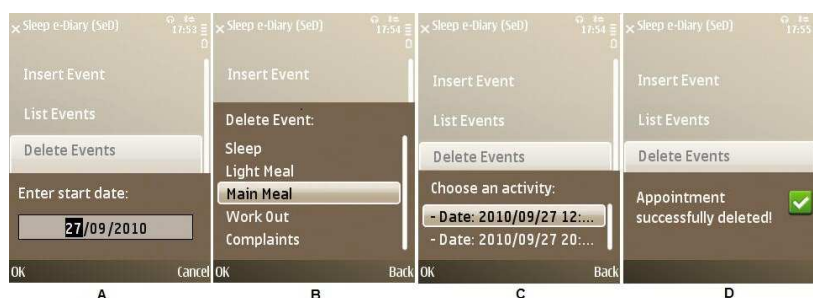 Sleep e-Diary (SeD)
17:53
Insert Event
List Events
Delete Events
Enter start date:
27/09/2010
OK Cancel
A
Sleep e-Diary (SeD)
17:54
Insert Event
Delete Event:
Sleep
Light Meal
Main Meal
Work Out
Complaints
OK Back
B
Sleep e-Diary (SeD)
17:54
Insert Event
List Events
Delete Events
Choose an activity:
- Date: 2010/09/27 12:...
- Date: 2010/09/27 20:...
OK Back
C
Sleep e-Diary (SeD)
17:55
Insert Event
List Events
Delete Events
Appointment
successfully deleted!
D